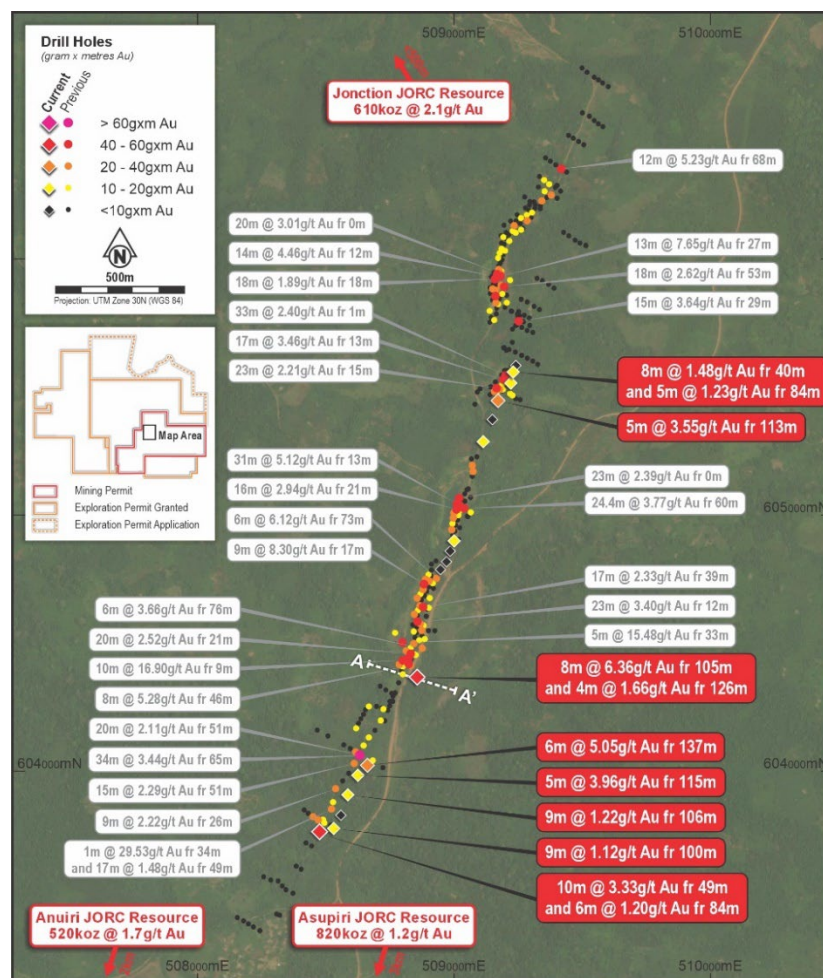 508000mE
509000mE
510000mE
Drill Holes
(gram x metres Au)
Current
Previous
> 60gxm Au
40 - 60gxm Au
20 - 40gxm Au
10 - 20gxm Au
<10gxm Au
N
500m
Projection: UTM Zone 30N (WGS 84)
Map Area
Mining Permit
Exploration Permit Granted
Exploration Permit Application
Jonction JORC Resource
610koz @ 2.1g/t Au
12m @ 5.23g/t Au fr 68m
20m @ 3.01g/t Au fr 0m
14m @ 4.46g/t Au fr 12m
18m @ 1.89g/t Au fr 18m
33m @ 2.40g/t Au fr 1m
17m @ 3.46g/t Au fr 13m
23m @ 2.21g/t Au fr 15m
13m @ 7.65g/t Au fr 27m
18m @ 2.62g/t Au fr 53m
15m @ 3.64g/t Au fr 29m
8m @ 1.48g/t Au fr 40m
and 5m @ 1.23g/t Au fr 84m
5m @ 3.55g/t Au fr 113m
31m @ 5.12g/t Au fr 13m
16m @ 2.94g/t Au fr 21m
6m @ 6.12g/t Au fr 73m
9m @ 8.30g/t Au fr 17m
23m @ 2.39g/t Au fr 0m
24.4m @ 3.77g/t Au fr 60m
605000mN
17m @ 2.33g/t Au fr 39m
23m @ 3.40g/t Au fr 12m
5m @ 15.48g/t Au fr 33m
6m @ 3.66g/t Au fr 76m
20m @ 2.52g/t Au fr 21m
10m @ 16.90g/t Au fr 9m
8m @ 5.28g/t Au fr 46m
20m @ 2.11g/t Au fr 51m
34m @ 3.44g/t Au fr 65m
15m @ 2.29g/t Au fr 51m
9m @ 2.22g/t Au fr 26m
1m @ 29.53g/t Au fr 34m
and 17m @ 1.48g/t Au fr 49m
A
A'
8m @ 6.36g/t Au fr 105m
and 4m @ 1.66g/t Au fr 126m
604000mN
604000mN
6m @ 5.05g/t Au fr 137m
5m @ 3.96g/t Au fr 115m
9m @ 1.22g/t Au fr 106m
9m @ 1.12g/t Au fr 100m
10m @ 3.33g/t Au fr 49m
and 6m @ 1.20g/t Au fr 84m
Anuiri JORC Resource
520koz @ 1.7g/t Au
Asupiri JORC Resource
820koz @ 1.2g/t Au
508000mE
509000mE
510000mE